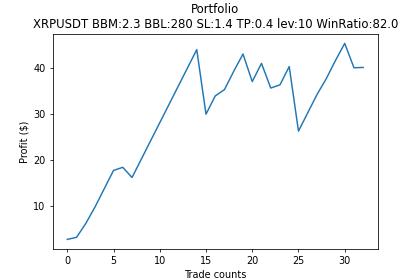 Portfolio
XRPUSDT BBM:2.3 BBL:280 SL:1.4 TP:0.4 lev:10 WinRatio:82.0
Profit ($)
40
30
20
10
0 5 10 15 20 25 30
Trade counts